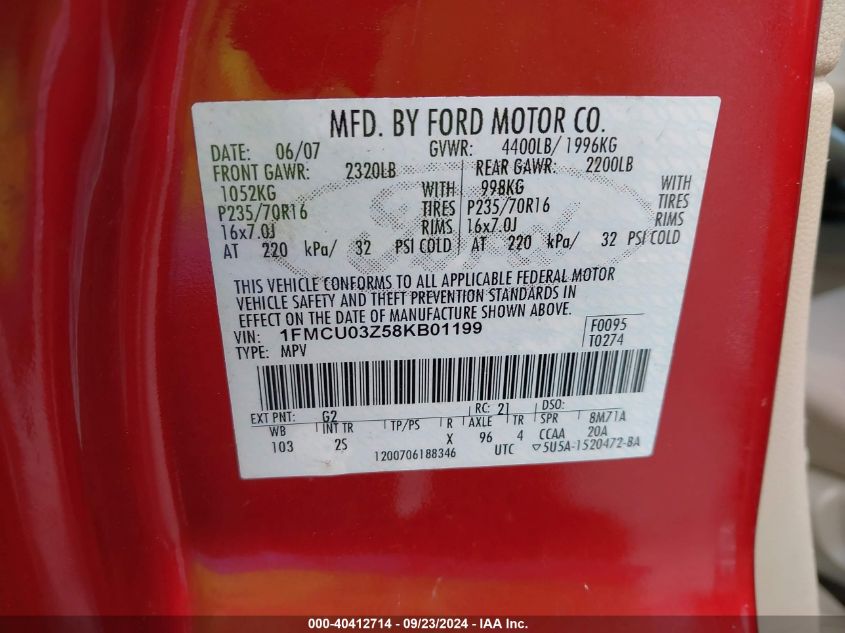 MFD. BY FORD MOTOR CO.
DATE: 06/07 GVWR: 4400LB/ 1996KG
FRONT GAWR: 2320LB REAR GAWR: 2200LB
1052KG WITH 998KG WITH
P235/70R16 TIRES P235/70R16 TIRES
16x7.0J RIMS 16x7.0J RIMS
AT 220 kPa/ 32 PSI COLD AT 220 kPa/ 32 PSI COLD
THIS VEHICLE CONFORMS TO ALL APPLICABLE FEDERAL MOTOR
VEHICLE SAFETY AND THEFT PREVENTION STANDARDS IN
EFFECT ON THE DATE OF MANUFACTURE SHOWN ABOVE.
VIN: 1FMCU03Z58KB01199 F0095
TYPE: MPV T0274
EXT PNT: G2 RC: 21 DSO:
WB INT TR TP/PS R AXLE TR SPR 8M71A
103 2S X 96 4 CCAA 20A
1200706188346 UTC ▽5U5A-1520472-BA
000-40412714 - 09/23/2024 - IAA Inc.